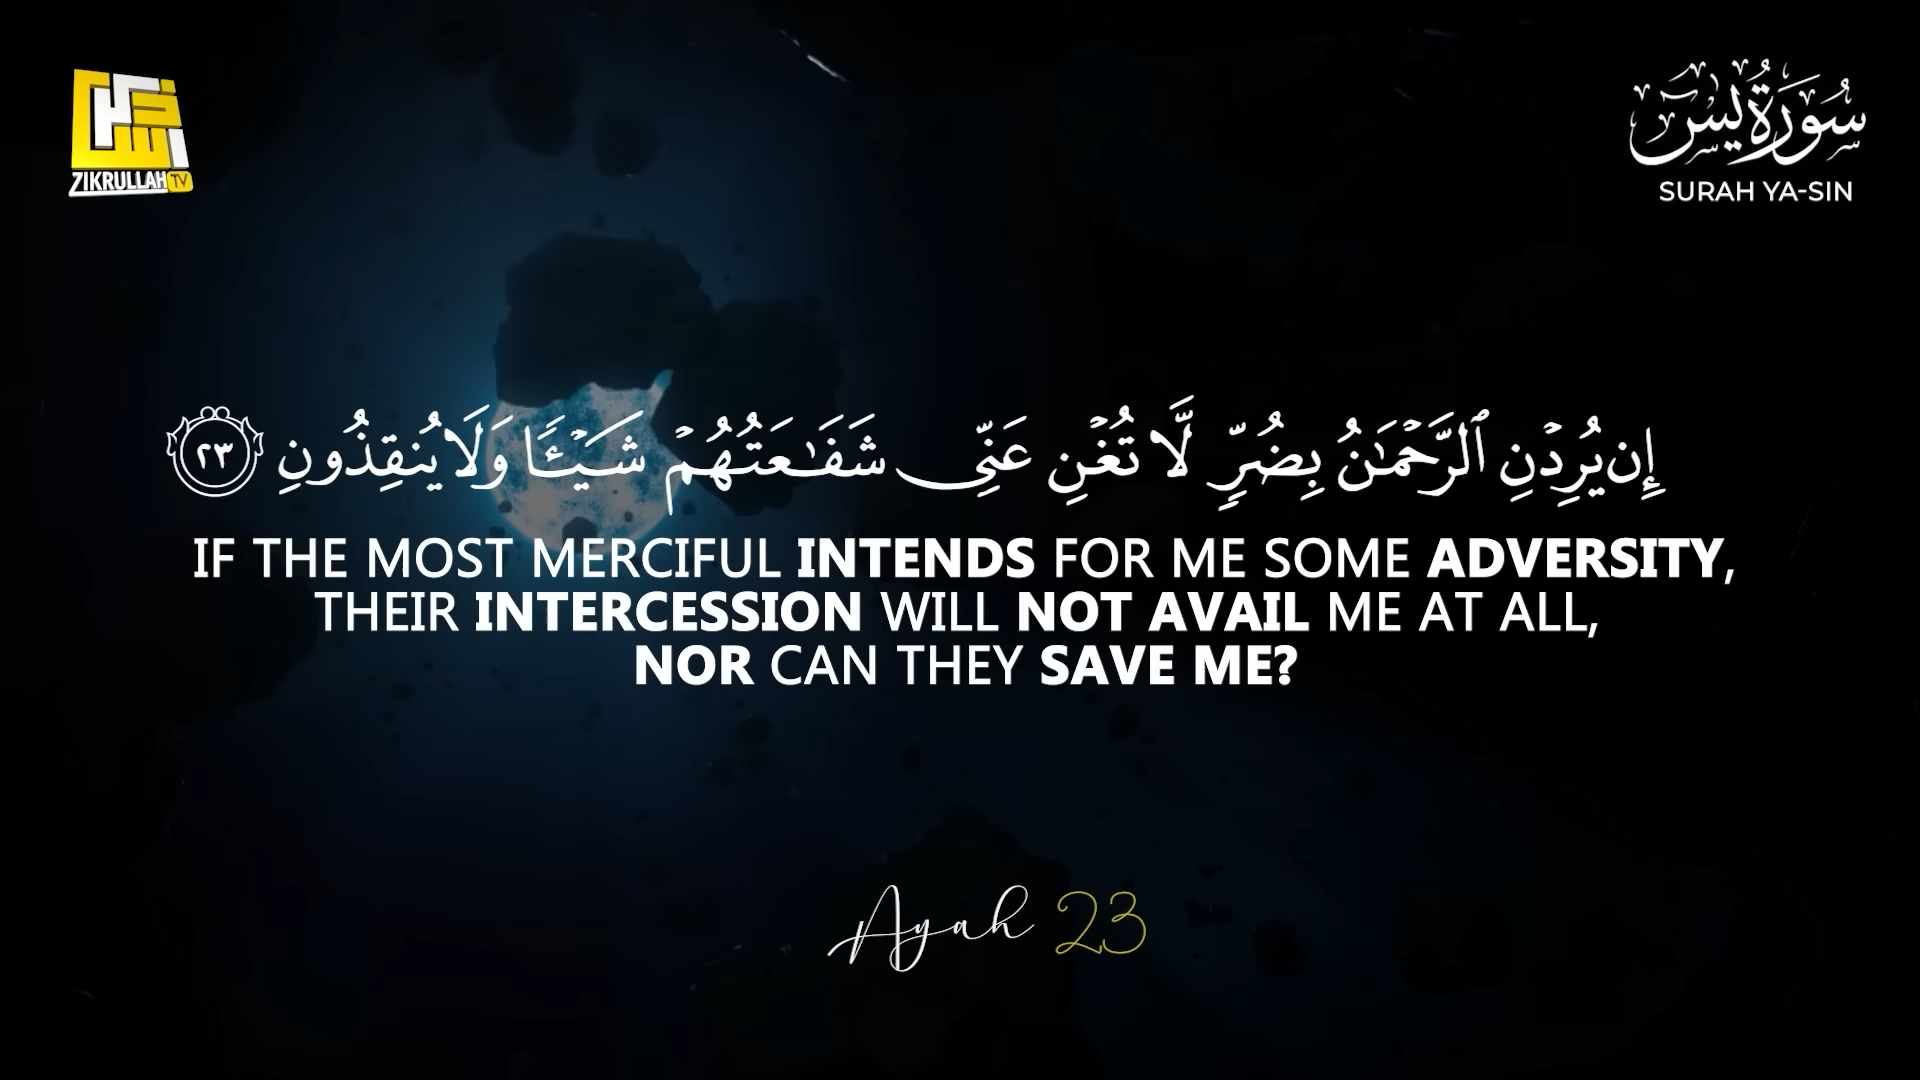 ZIKRULLAH TV
سورة يس
SURAH YA-SIN
إِن يُرِدْنِ ٱلرَّحْمَٰنُ بِضُرٍّ لَّا تُغْنِ عَنِّى شَفَٰعَتُهُمْ شَيْـًٔا وَلَا يُنقِذُونِ ٢٣
IF THE MOST MERCIFUL INTENDS FOR ME SOME ADVERSITY,
THEIR INTERCESSION WILL NOT AVAIL ME AT ALL,
NOR CAN THEY SAVE ME?
Ayah 23